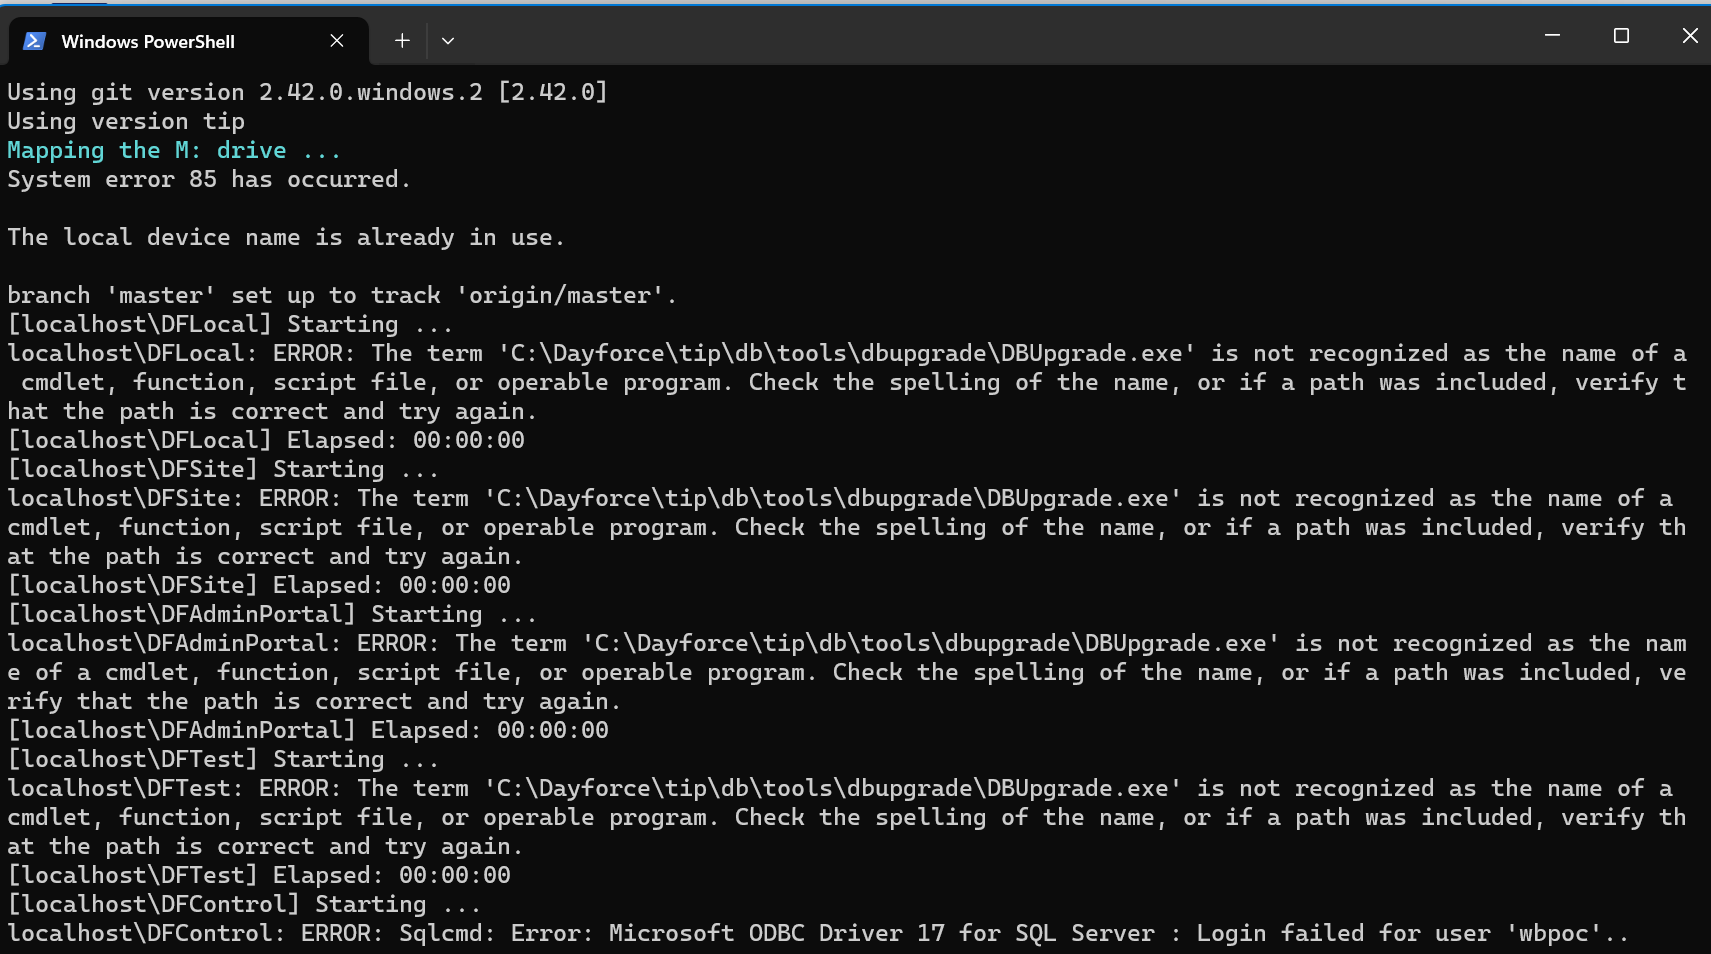 Windows PowerShell
Using git version 2.42.0.windows.2 [2.42.0]
Using version tip
Mapping the M: drive ...
System error 85 has occurred.
The local device name is already in use.
branch 'master' set up to track 'origin/master'.
[localhost\DFLocal] Starting ...
localhost\DFLocal: ERROR: The term 'C:\Dayforce\tip\db\tools\dbupgrade\DBUpgrade.exe' is not recognized as the name of a
 cmdlet, function, script file, or operable program. Check the spelling of the name, or if a path was included, verify t
hat the path is correct and try again.
[localhost\DFLocal] Elapsed: 00:00:00
[localhost\DFSite] Starting ...
localhost\DFSite: ERROR: The term 'C:\Dayforce\tip\db\tools\dbupgrade\DBUpgrade.exe' is not recognized as the name of a
cmdlet, function, script file, or operable program. Check the spelling of the name, or if a path was included, verify th
at the path is correct and try again.
[localhost\DFSite] Elapsed: 00:00:00
[localhost\DFAdminPortal] Starting ...
localhost\DFAdminPortal: ERROR: The term 'C:\Dayforce\tip\db\tools\dbupgrade\DBUpgrade.exe' is not recognized as the nam
e of a cmdlet, function, script file, or operable program. Check the spelling of the name, or if a path was included, ve
rify that the path is correct and try again.
[localhost\DFAdminPortal] Elapsed: 00:00:00
[localhost\DFTest] Starting ...
localhost\DFTest: ERROR: The term 'C:\Dayforce\tip\db\tools\dbupgrade\DBUpgrade.exe' is not recognized as the name of a
cmdlet, function, script file, or operable program. Check the spelling of the name, or if a path was included, verify th
at the path is correct and try again.
[localhost\DFTest] Elapsed: 00:00:00
[localhost\DFControl] Starting ...
localhost\DFControl: ERROR: Sqlcmd: Error: Microsoft ODBC Driver 17 for SQL Server : Login failed for user 'wbpoc'..